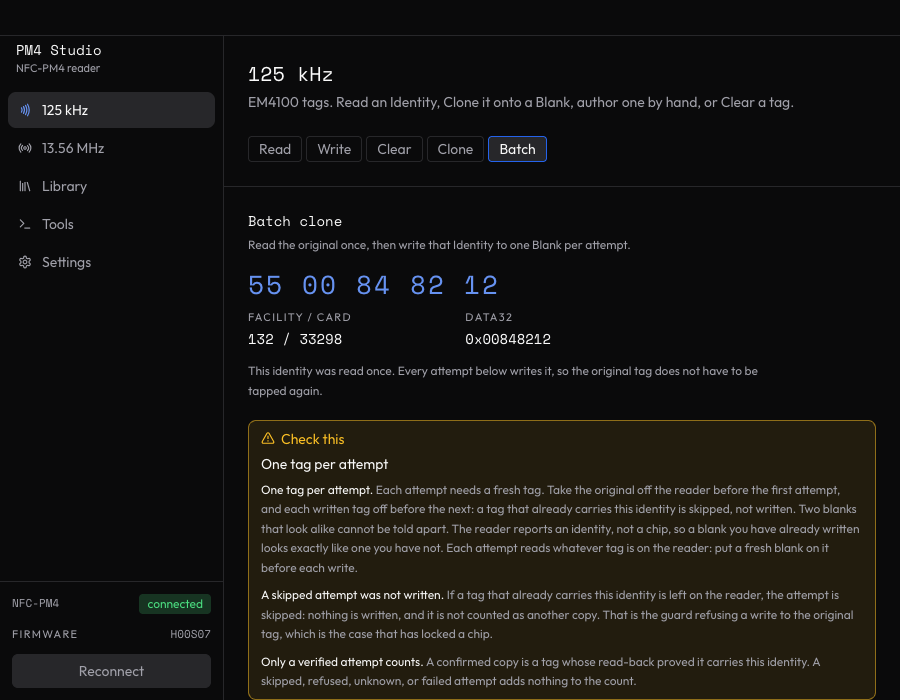 PM4 Studio
NFC-PM4 reader
125 kHz
13.56 MHz
Library
Tools
Settings
NFC-PM4
connected
FIRMWARE
H00S07
Reconnect
125 kHz
EM4100 tags. Read an Identity, Clone it onto a Blank, author one by hand, or Clear a tag.
Read
Write
Clear
Clone
Batch
Batch clone
Read the original once, then write that Identity to one Blank per attempt.
55 00 84 82 12
FACILITY / CARD
DATA32
132 / 33298
0x00848212
This identity was read once. Every attempt below writes it, so the original tag does not have to be
tapped again.
Check this
One tag per attempt
One tag per attempt. Each attempt needs a fresh tag. Take the original off the reader before the first attempt,
and each written tag off before the next: a tag that already carries this identity is skipped, not written. Two blanks
that look alike cannot be told apart. The reader reports an identity, not a chip, so a blank you have already written
looks exactly like one you have not. Each attempt reads whatever tag is on the reader: put a fresh blank on it
before each write.
A skipped attempt was not written. If a tag that already carries this identity is left on the reader, the attempt is
skipped: nothing is written, and it is not counted as another copy. That is the guard refusing a write to the original
tag, which is the case that has locked a chip.
Only a verified attempt counts. A confirmed copy is a tag whose read-back proved it carries this identity. A
skipped, refused, unknown, or failed attempt adds nothing to the count.